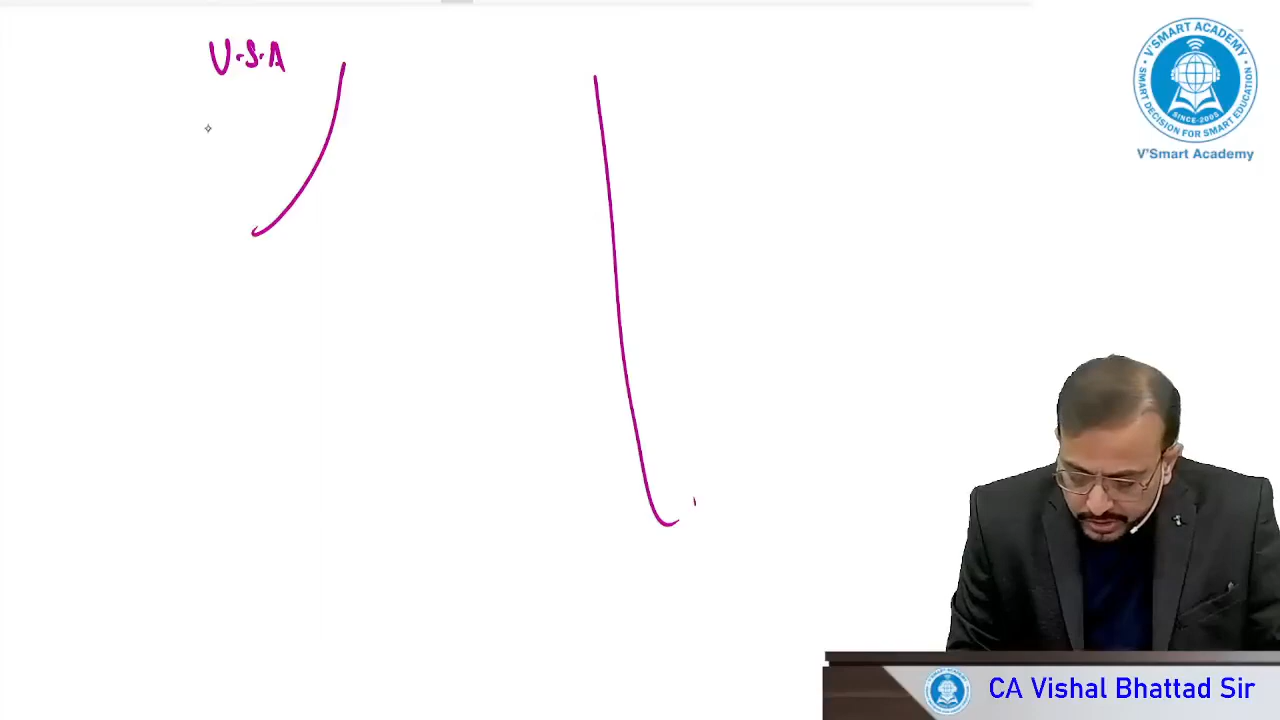 U.S.A
V'SMART ACADEMY
SMART DECISION FOR SMART EDUCATION
SINCE-2005
V'Smart Academy
CA Vishal Bhattad Sir